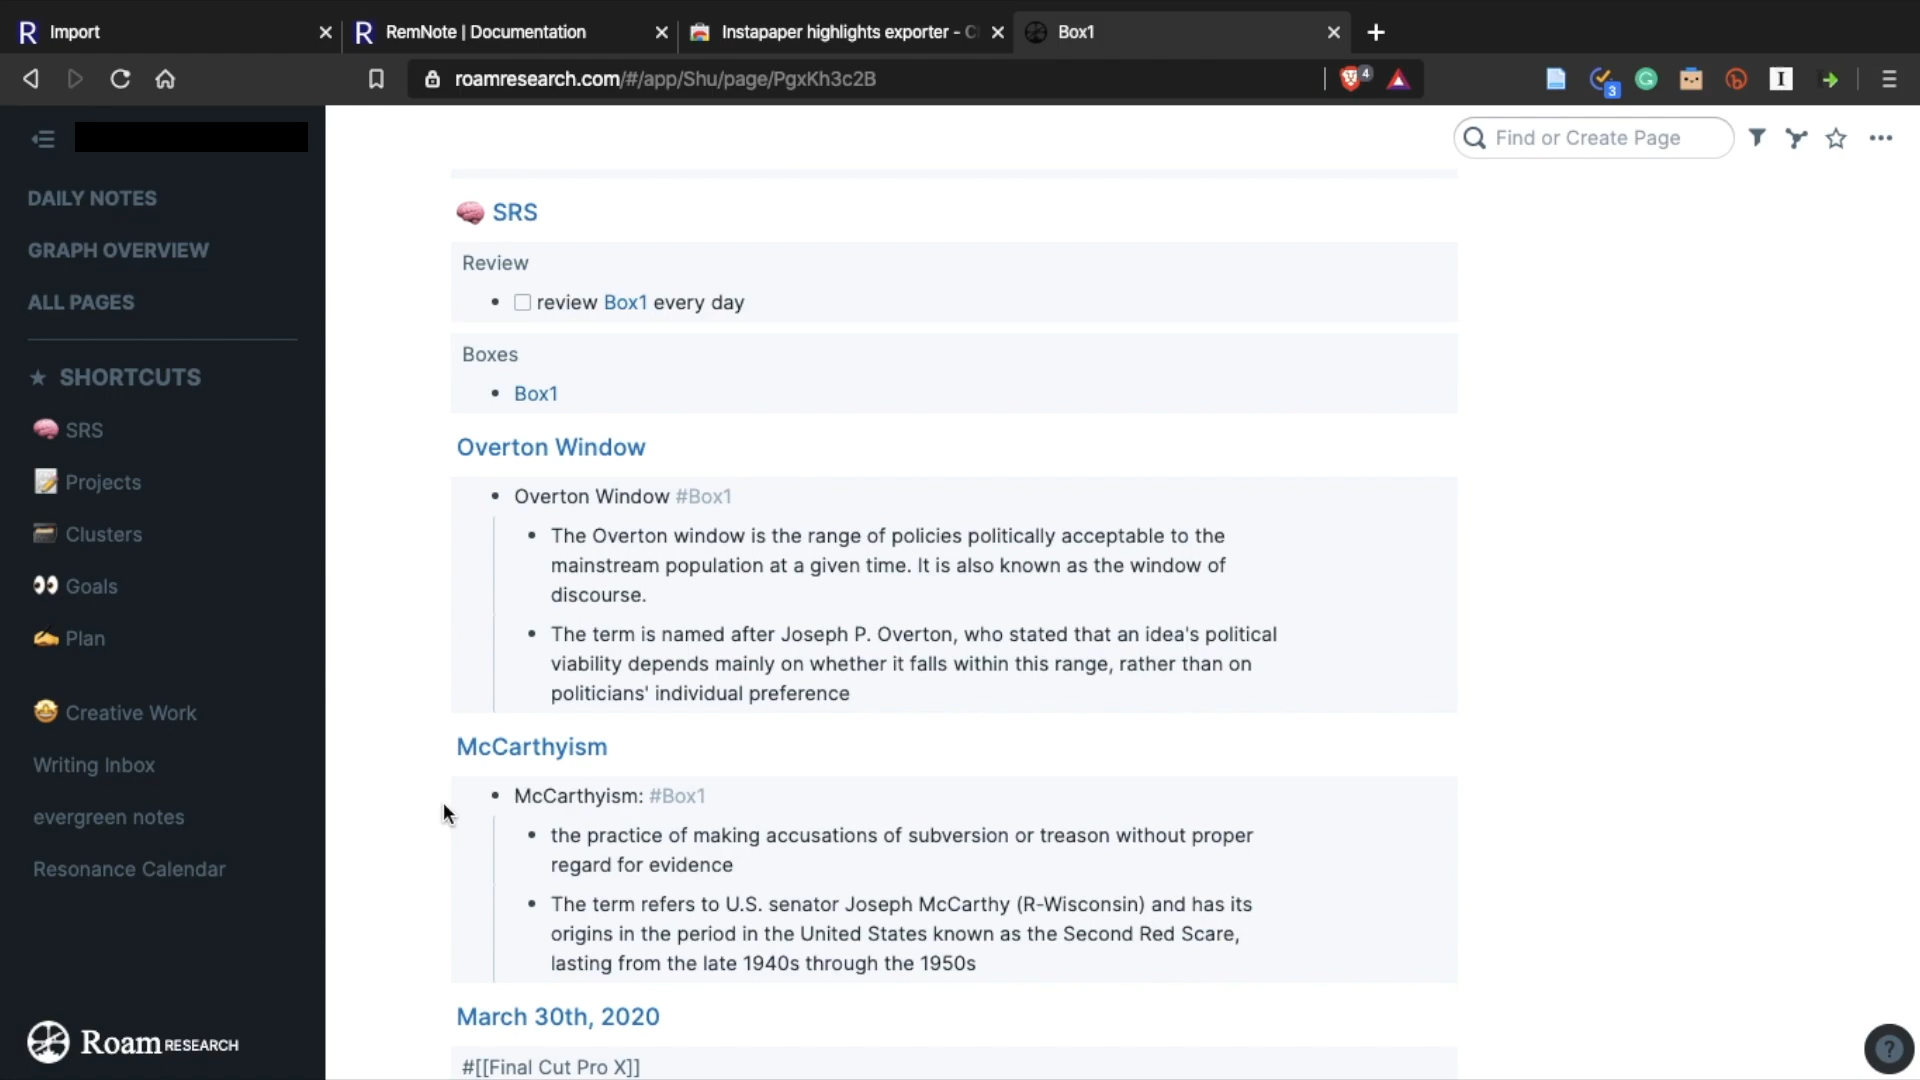 Import
RemNote | Documentation
Instapaper highlights exporter - C
Box1
roamresearch.com/#/app/Shu/page/PgxKh3c2B
4
3
Find or Create Page
DAILY NOTES
GRAPH OVERVIEW
ALL PAGES
SHORTCUTS
SRS
Projects
Clusters
Goals
Plan
Creative Work
Writing Inbox
evergreen notes
Resonance Calendar
Roam RESEARCH
SRS
Review
review Box1 every day
Boxes
Box1
Overton Window
Overton Window #Box1
The Overton window is the range of policies politically acceptable to the
mainstream population at a given time. It is also known as the window of
discourse.
The term is named after Joseph P. Overton, who stated that an idea's political
viability depends mainly on whether it falls within this range, rather than on
politicians' individual preference
McCarthyism
McCarthyism: #Box1
the practice of making accusations of subversion or treason without proper
regard for evidence
The term refers to U.S. senator Joseph McCarthy (R-Wisconsin) and has its
origins in the period in the United States known as the Second Red Scare,
lasting from the late 1940s through the 1950s
March 30th, 2020
#[[Final Cut Pro X]]